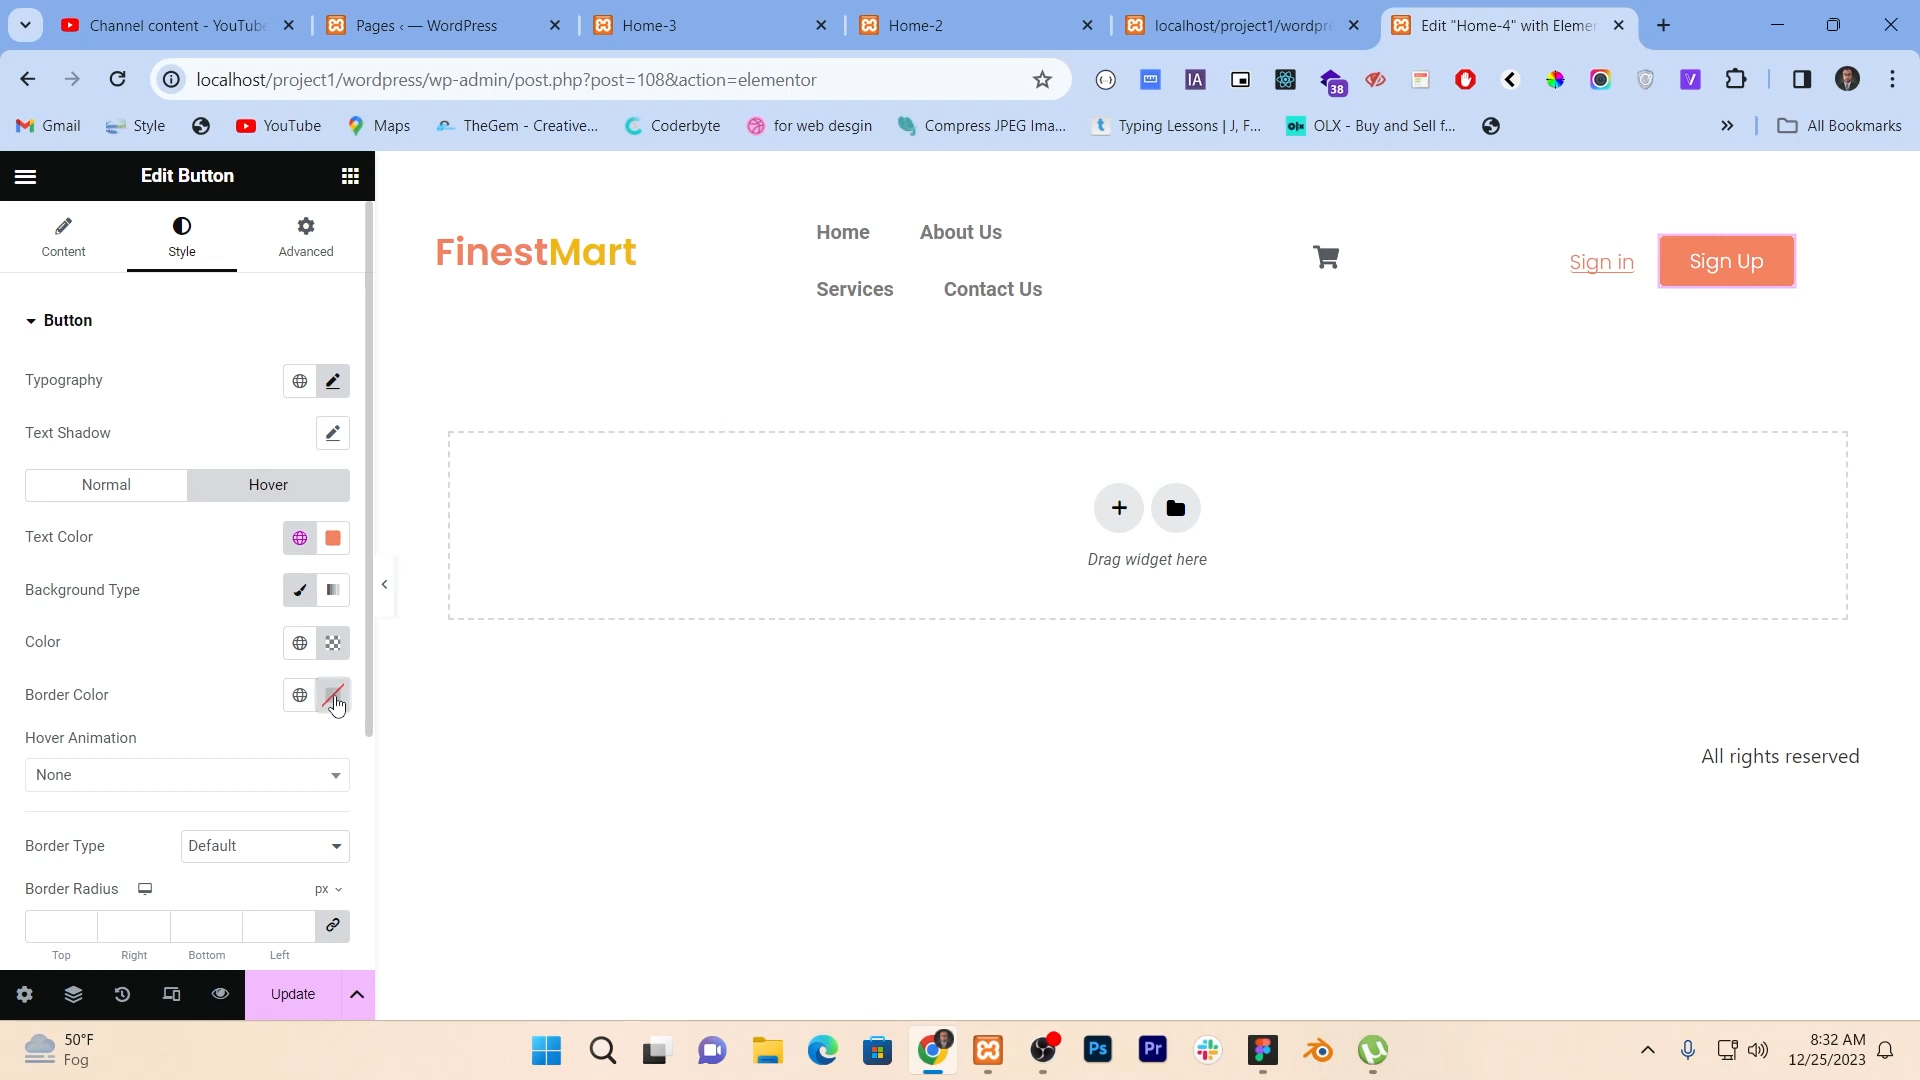 Channel content - YouTube
Pages ‹ — WordPress
Home-3
Home-2
localhost/project1/wordpre
Edit "Home-4" with Elemen
localhost/project1/wordpress/wp-admin/post.php?post=108&action=elementor
IA
38
V
Gmail
Style
YouTube
Maps
TheGem - Creative...
Coderbyte
for web desgin
Compress JPEG Ima...
Typing Lessons | J, F...
OLX - Buy and Sell f...
All Bookmarks
Edit Button
Content
Style
Advanced
Button
Typography
Text Shadow
Normal
Hover
Text Color
Background Type
Color
Border Color
Hover Animation
None
Border Type
Default
Border Radius
px
Top
Right
Bottom
Left
Update
FinestMart
Home
About Us
Services
Contact Us
Sign in
Sign Up
Drag widget here
All rights reserved
50°F
Fog
Ps
Pr
8:32 AM
12/25/2023